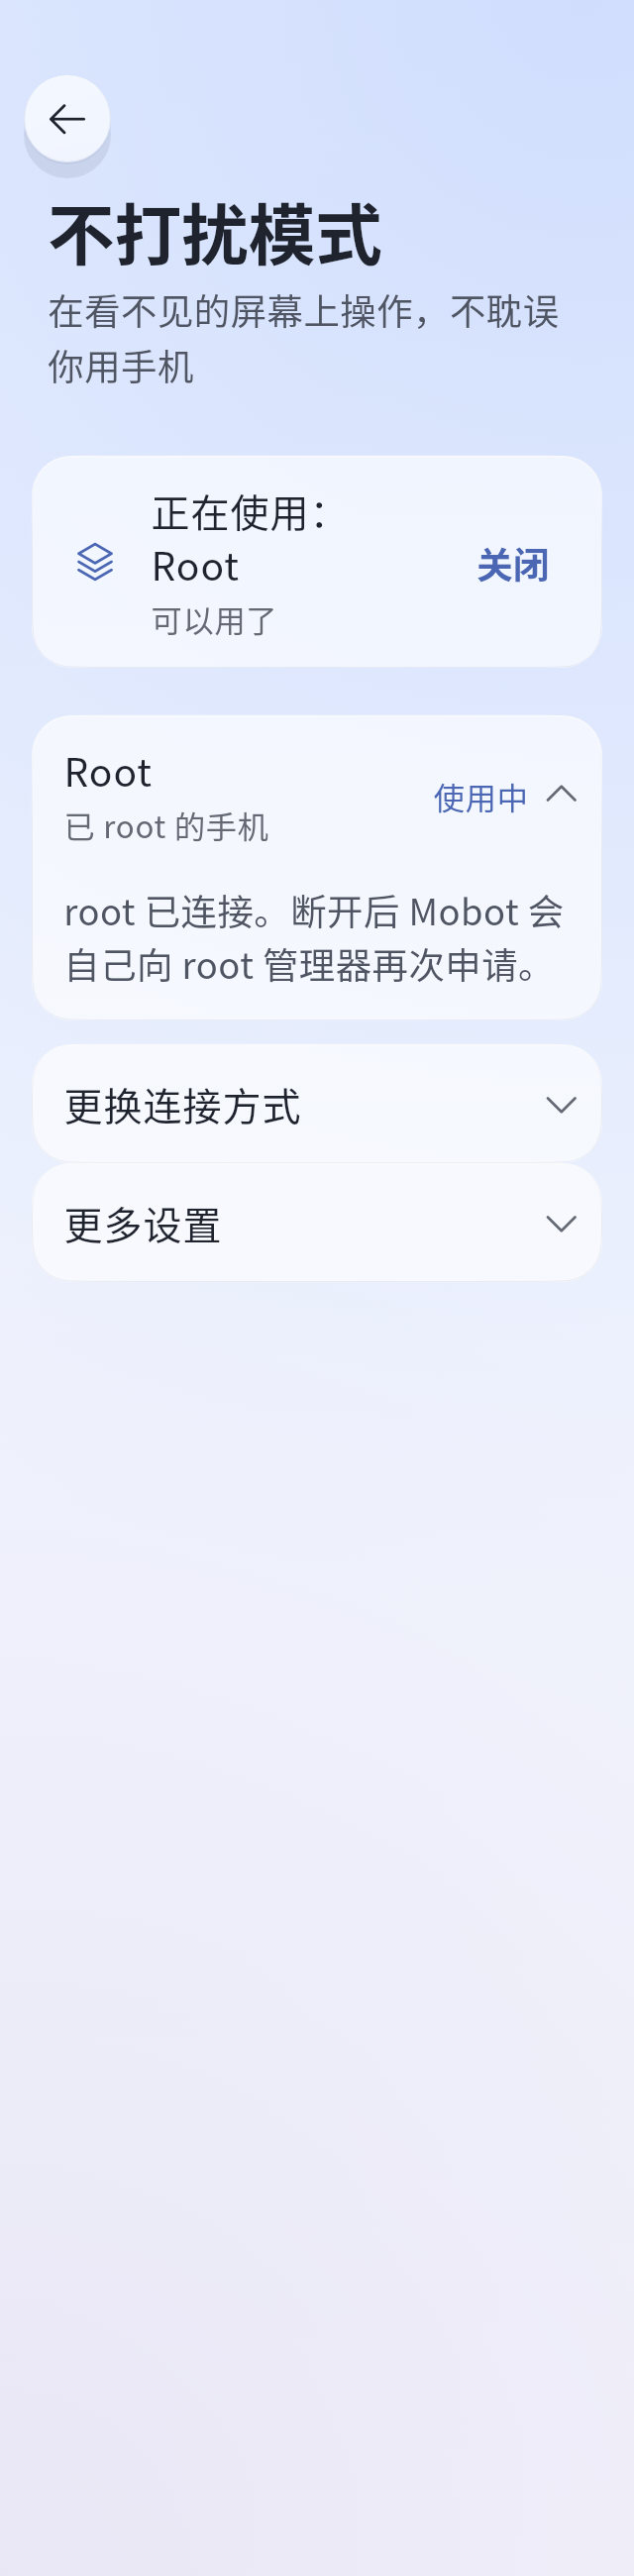 不打扰模式
在看不见的屏幕上操作，不耽误
你用手机
正在使用：
Root
可以用了
关闭
Root
已 root 的手机
使用中
root 已连接。断开后 Mobot 会
自己向 root 管理器再次申请。
更换连接方式
更多设置